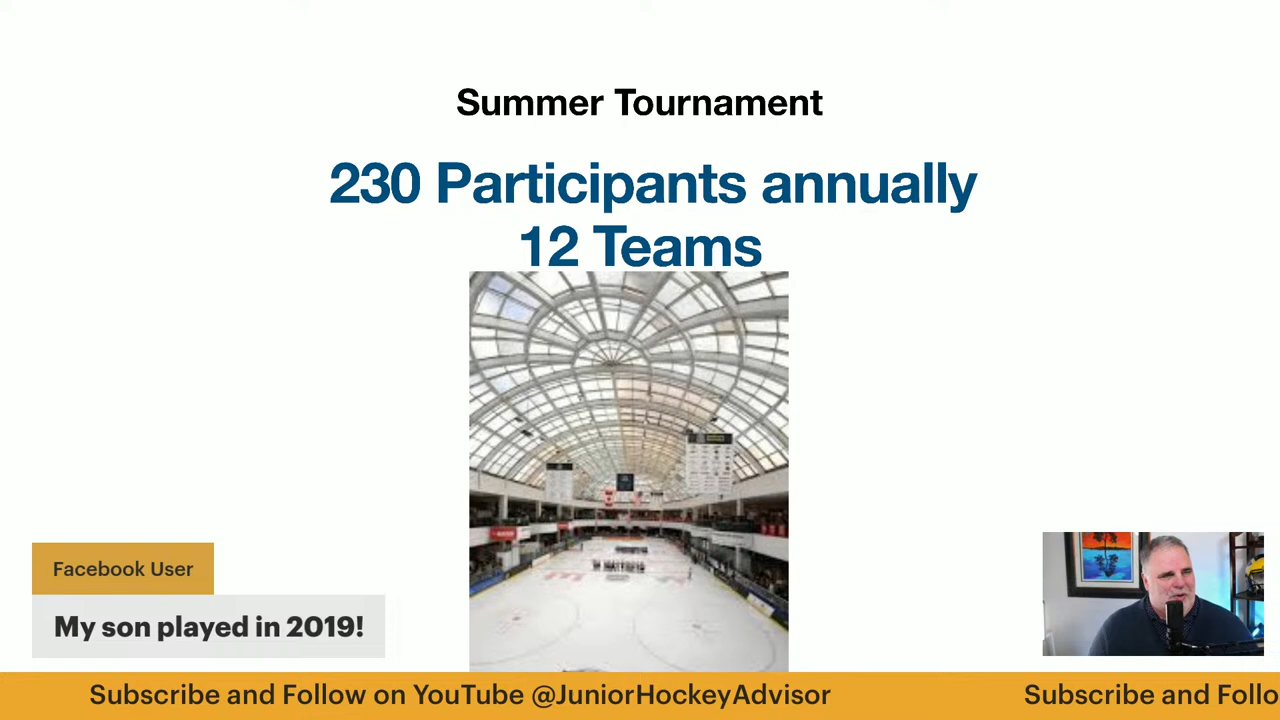 Summer Tournament
230 Participants annually
12 Teams
Facebook User
My son played in 2019!
Subscribe and Follow on YouTube @JuniorHockeyAdvisor
Subscribe and Follo